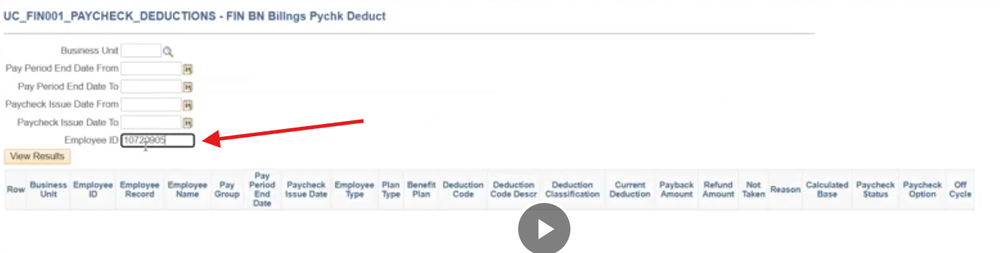 UC_FIN001_PAYCHECK_DEDUCTIONS - FIN BN Billngs Pychk Deduct
Business Unit
Pay Period End Date From
Pay Period End Date To
Paycheck Issue Date From
Paycheck Issue Date To
Employee ID 10720905
View Results
Row Business Unit Employee ID Employee Record Employee Name Pay Group Pay Period End Date Paycheck Issue Date Employee Type Plan Type Benefit Plan Deduction Code Deduction Code Descr Deduction Classification Current Deduction Payback Amount Refund Amount Not Taken Reason Calculated Base Paycheck Status Paycheck Option Off Cycle